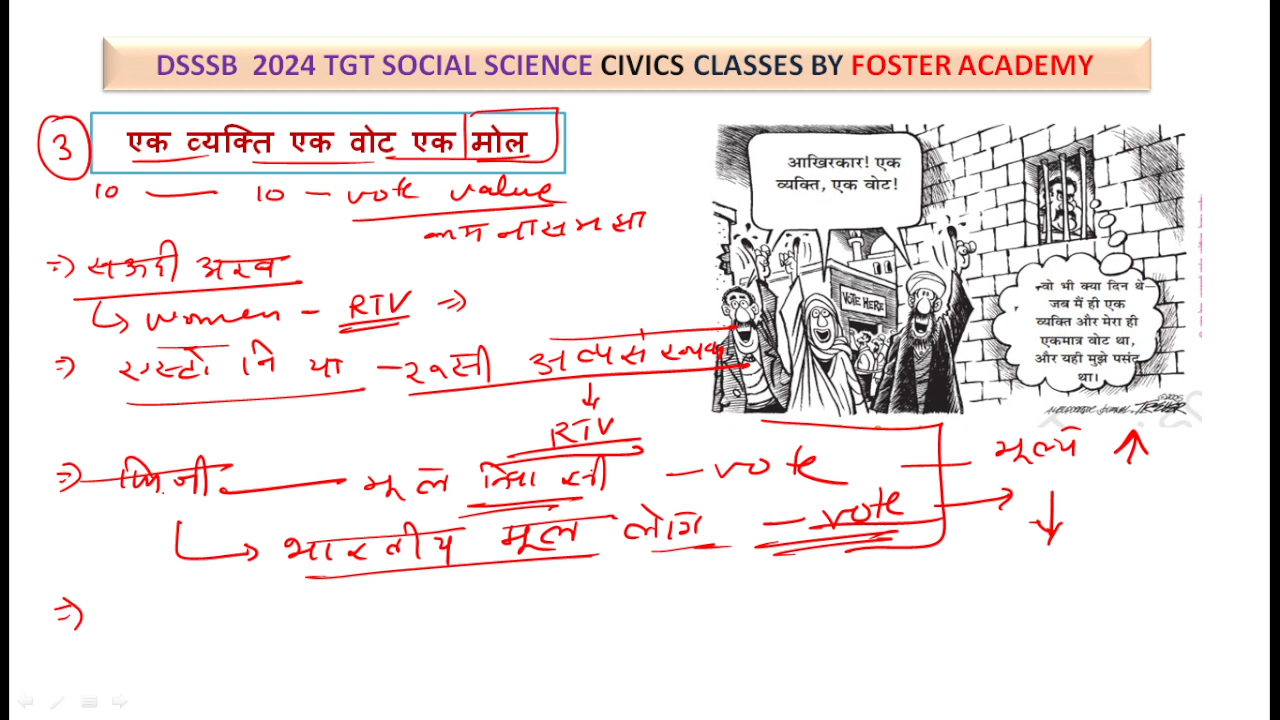 DSSSB 2024 TGT SOCIAL SCIENCE CIVICS CLASSES BY FOSTER ACADEMY
3 एक व्यक्ति एक वोट एक मोल
10 — 10 – vote value
⇒ सऊदी अरब
↳ women – RTV ⇒
⇒ एस्टोनिया – रूसी अल्पसंख्यक
↓
RTV
⇒ फिजी — मूल निवासी – vote — मूल्य ↑
↳ भारतीय मूल लोग – vote → ↓
⇒
आखिरकार! एक
व्यक्ति, एक वोट!
VOTE HERE
वो भी क्या दिन थे
जब मैं ही एक
व्यक्ति और मेरा ही
एकमात्र वोट था,
और यही मुझे पसंद
था।